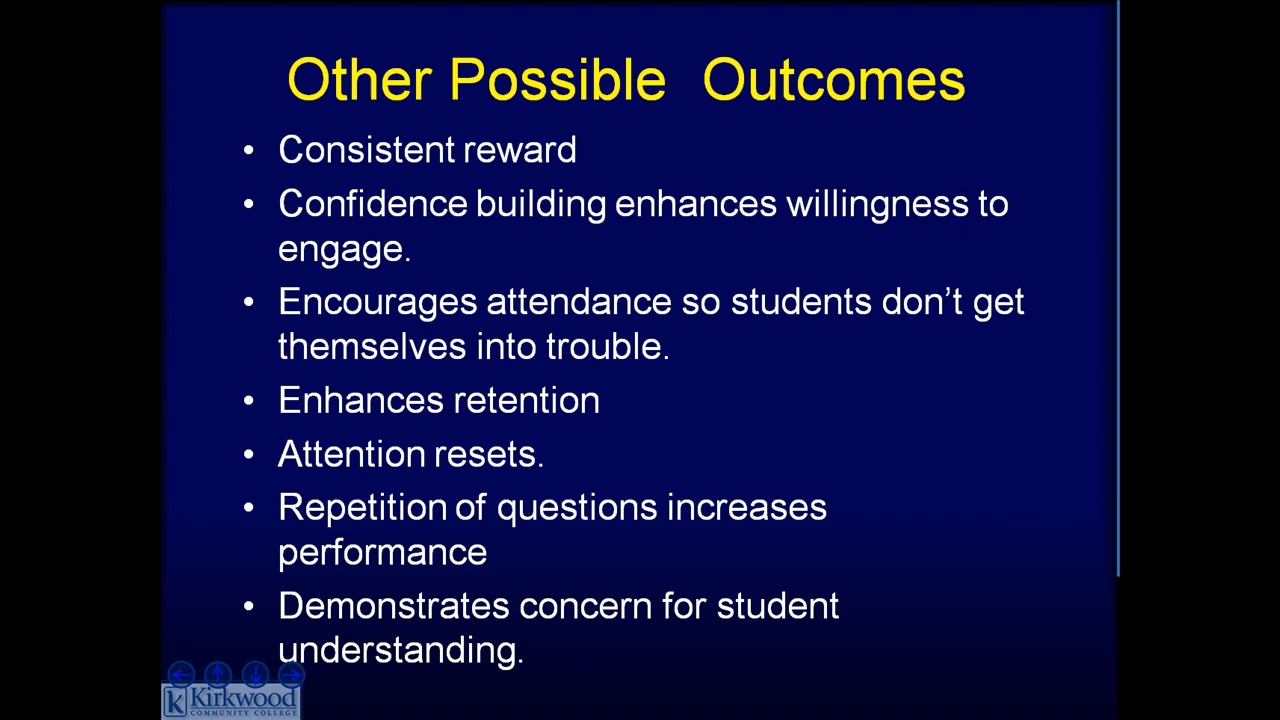 Other Possible Outcomes
• Consistent reward
• Confidence building enhances willingness to
engage.
• Encourages attendance so students don’t get
themselves into trouble.
• Enhances retention
• Attention resets.
• Repetition of questions increases
performance
• Demonstrates concern for student
understanding.
K Kirkwood
COMMUNITY COLLEGE